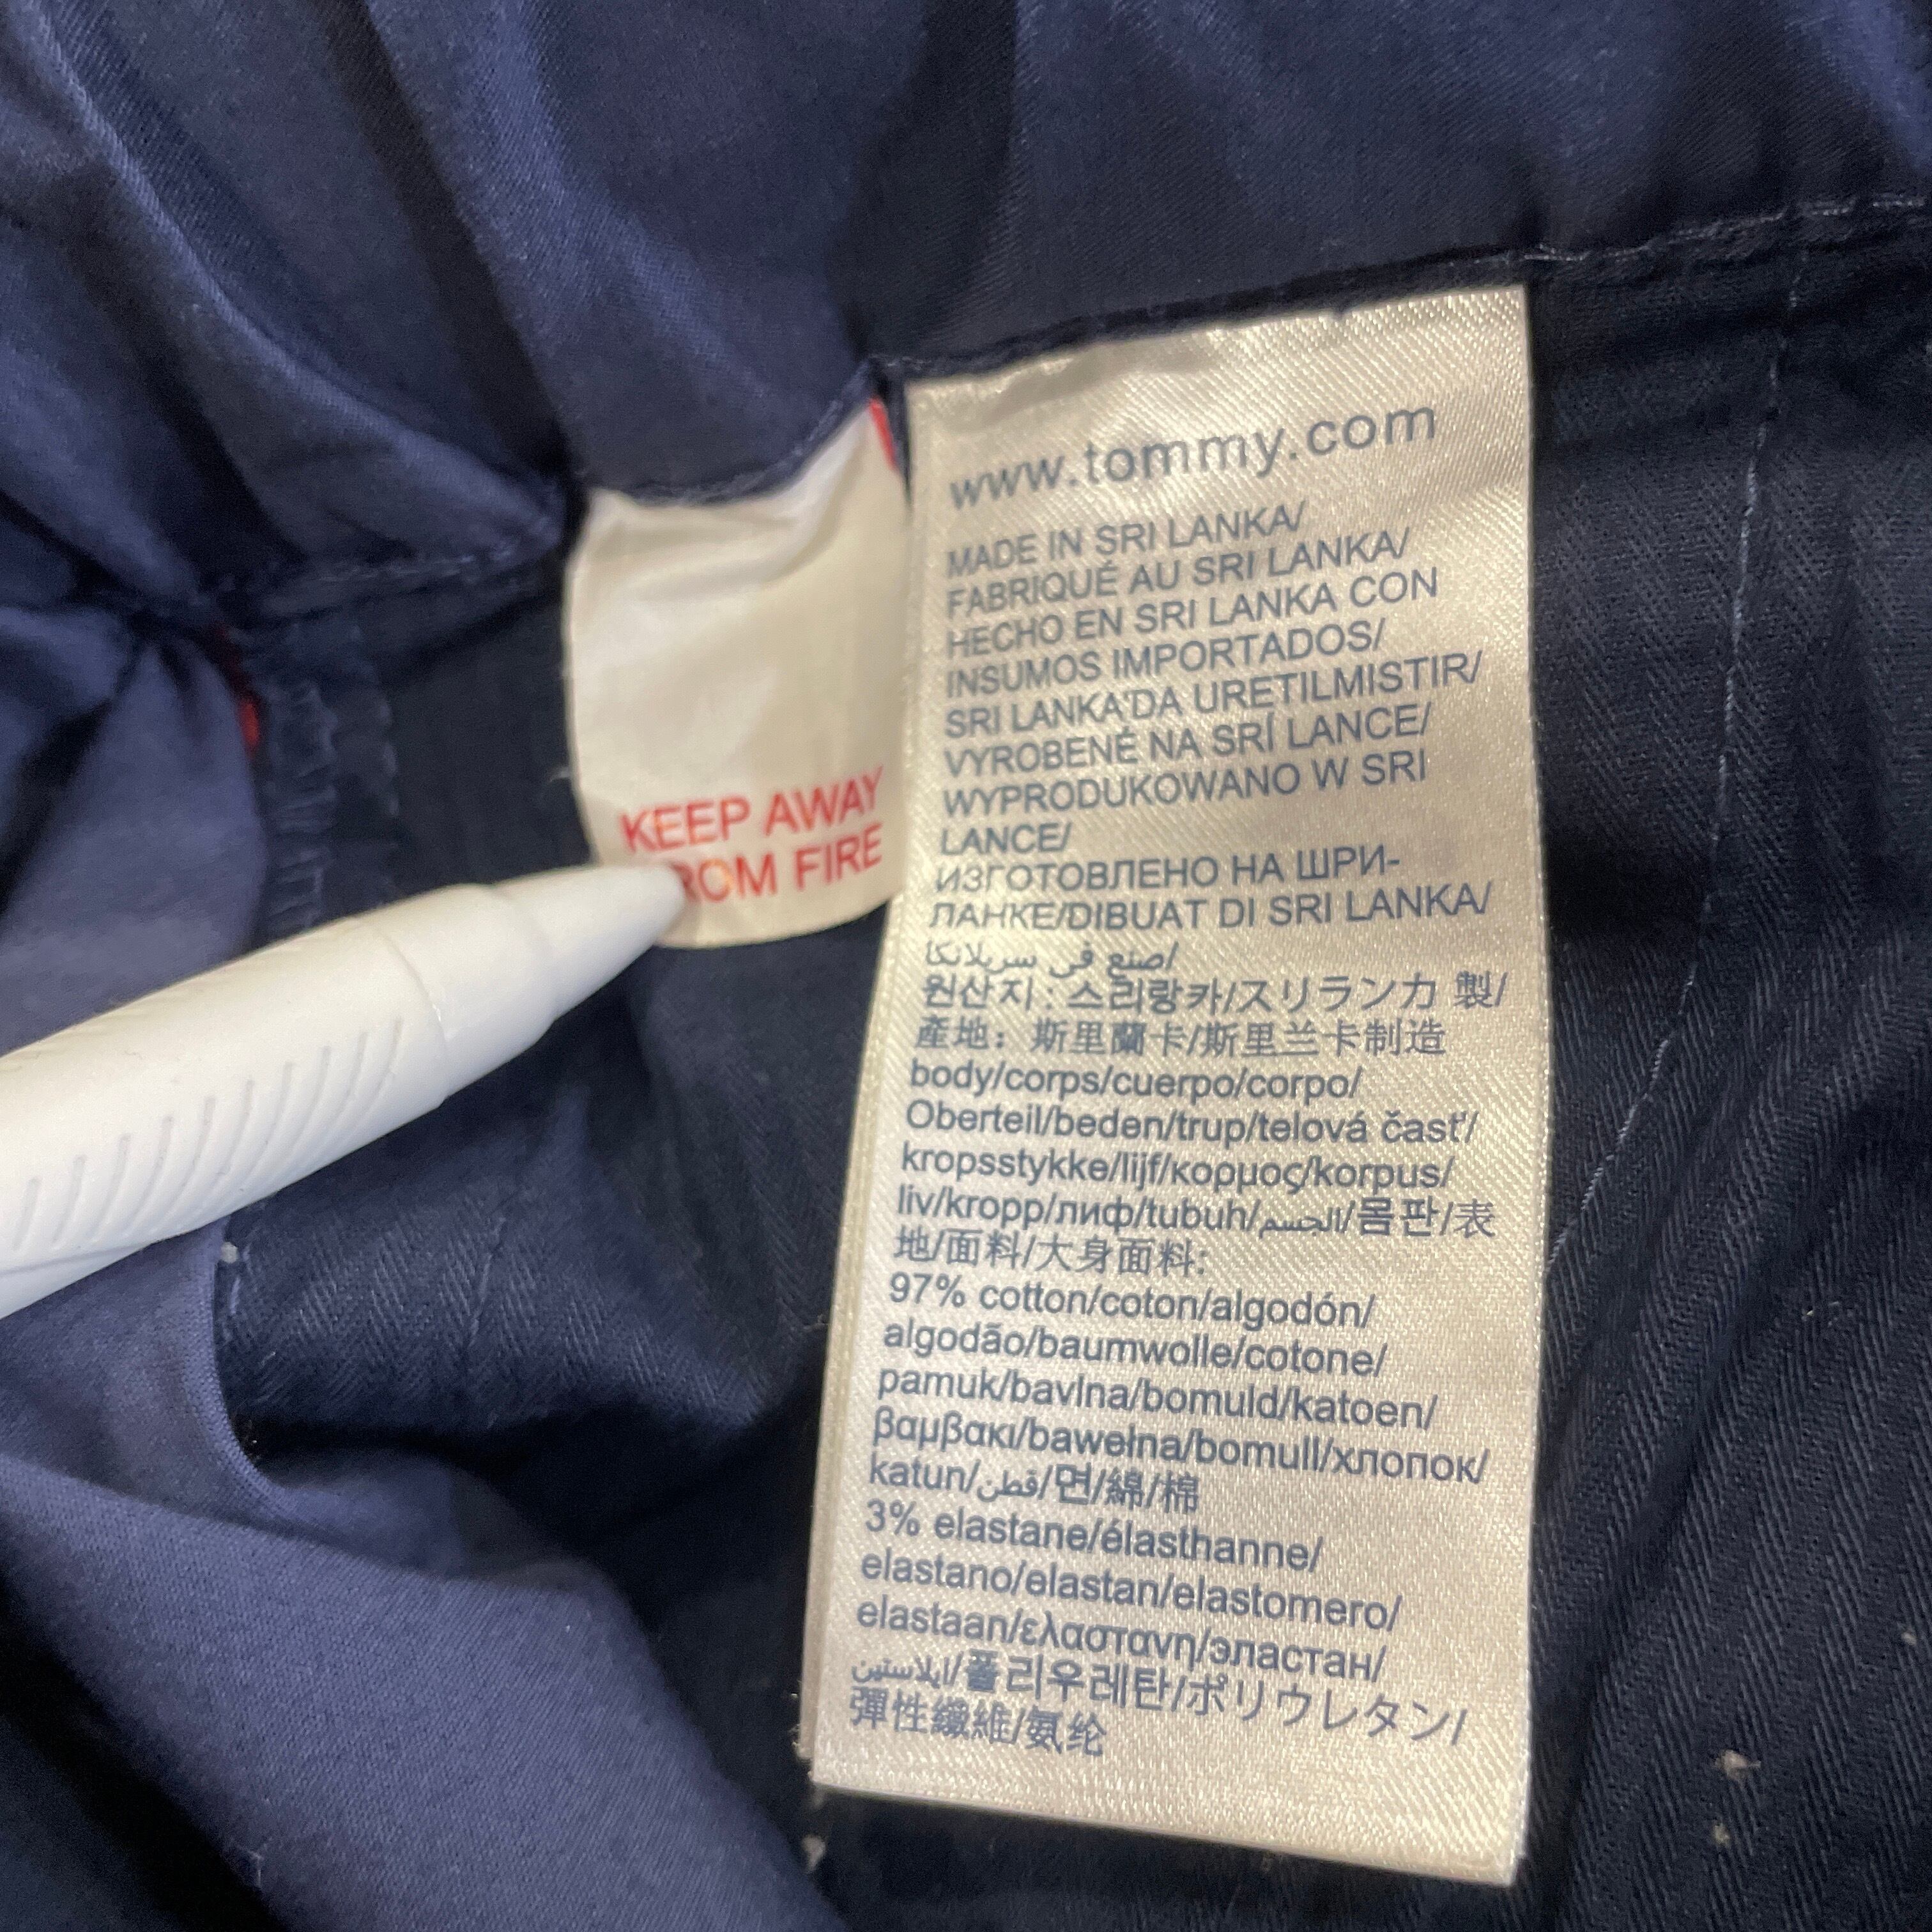 KEEP AWAY
FROM FIRE
www.tommy.com
MADE IN SRI LANKA/
FABRIQUÉ AU SRI LANKA/
HECHO EN SRI LANKA CON
INSUMOS IMPORTADOS/
SRI LANKA'DA URETILMISTIR/
VYROBENÉ NA SRÍ LANCE/
WYPRODUKOWANO W SRI
LANCE/
ИЗГОТОВЛЕНО НА ШРИ-
ЛАНКЕ/DIBUAT DI SRI LANKA/
صنع في سريلانكا/
원산지: 스리랑카/スリランカ 製/
產地: 斯里蘭卡/斯里兰卡制造
body/corps/cuerpo/corpo/
Oberteil/beden/trup/telová časť/
kropsstykke/lijf/κορμος/korpus/
liv/kropp/лиф/tubuh/الجسم/몸판/表
地/面料/大身面料:
97% cotton/coton/algodón/
algodão/baumwolle/cotone/
pamuk/bavlna/bomuld/katoen/
βαμβακι/bawełna/bomull/хлопок/
katun/قطن/면/綿/棉
3% elastane/élasthanne/
elastano/elastan/elastomero/
elastaan/ελαστανη/эластан/
ايلاستين/폴리우레탄/ポリウレタン/
彈性纖維/氨纶